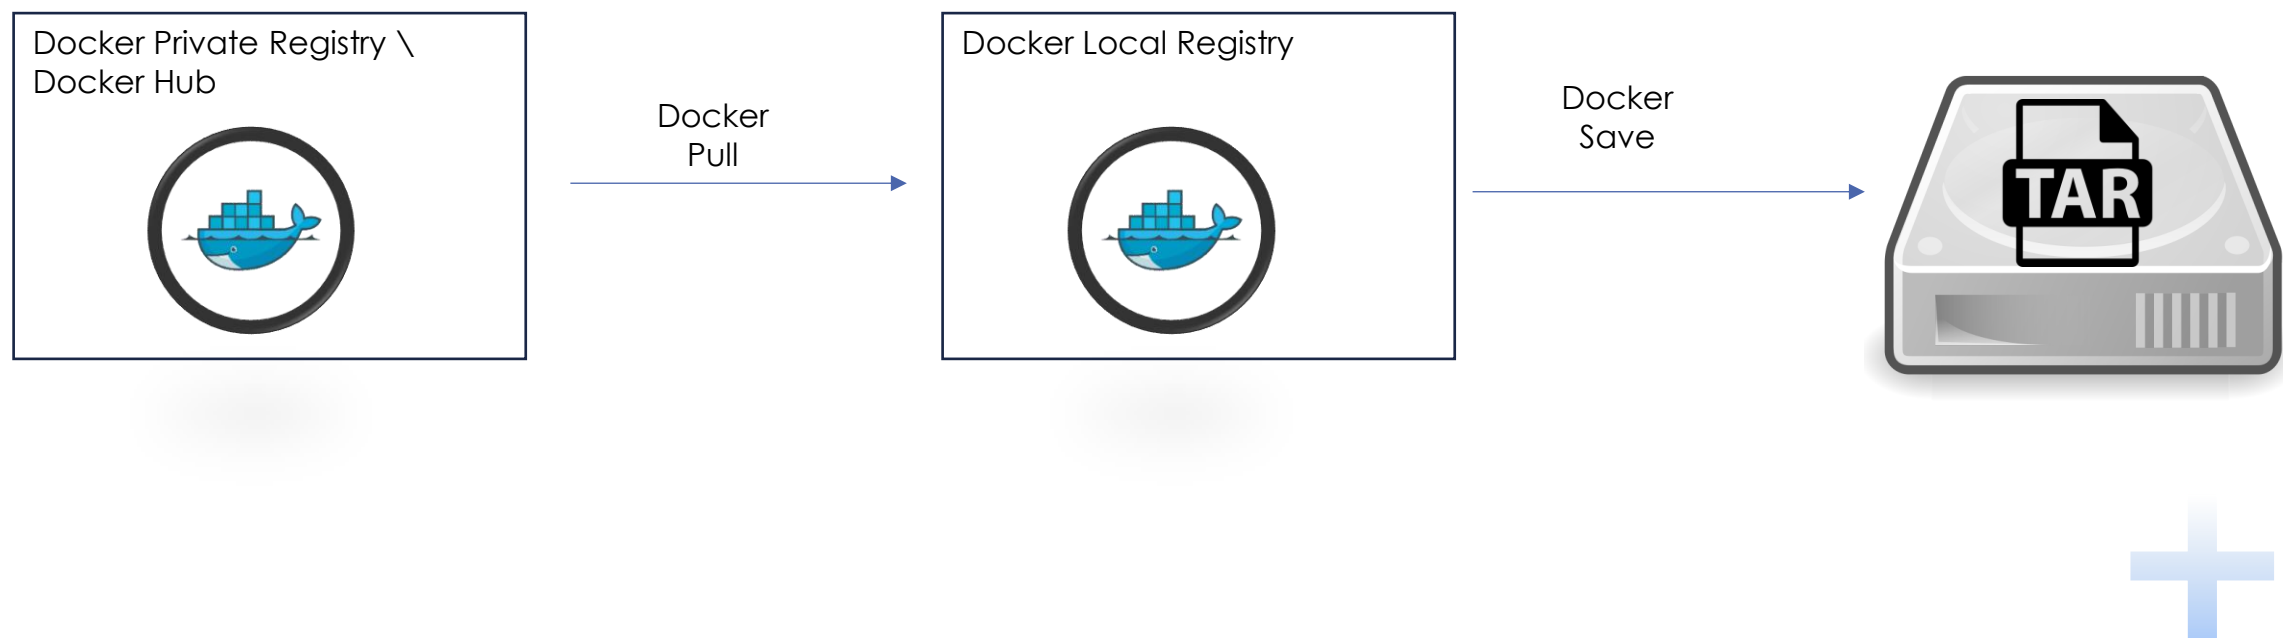 Docker Private Registry \
Docker Hub
Docker
Pull
Docker Local Registry
Docker
Save
TAR